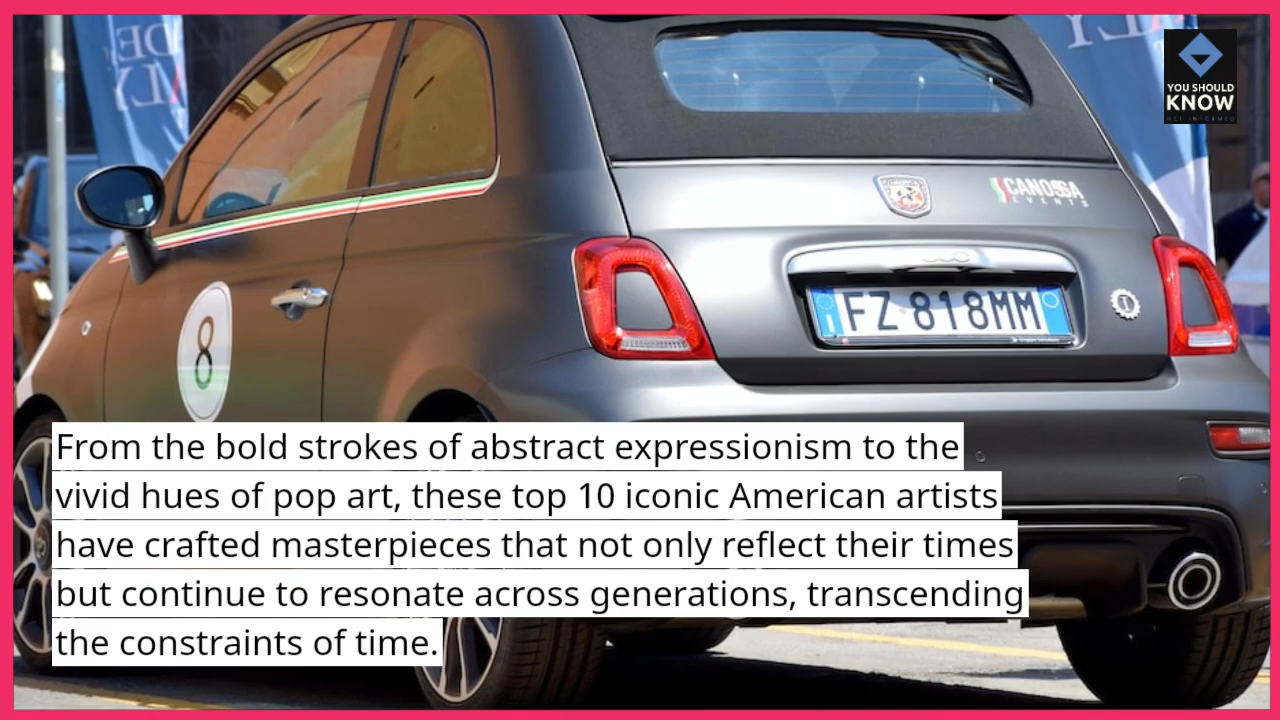 YOU SHOULD
KNOW
GET INFORMED
CANOSSA
EVENTS
8
FZ 818MM
I
From the bold strokes of abstract expressionism to the
vivid hues of pop art, these top 10 iconic American artists
have crafted masterpieces that not only reflect their times
but continue to resonate across generations, transcending
the constraints of time.